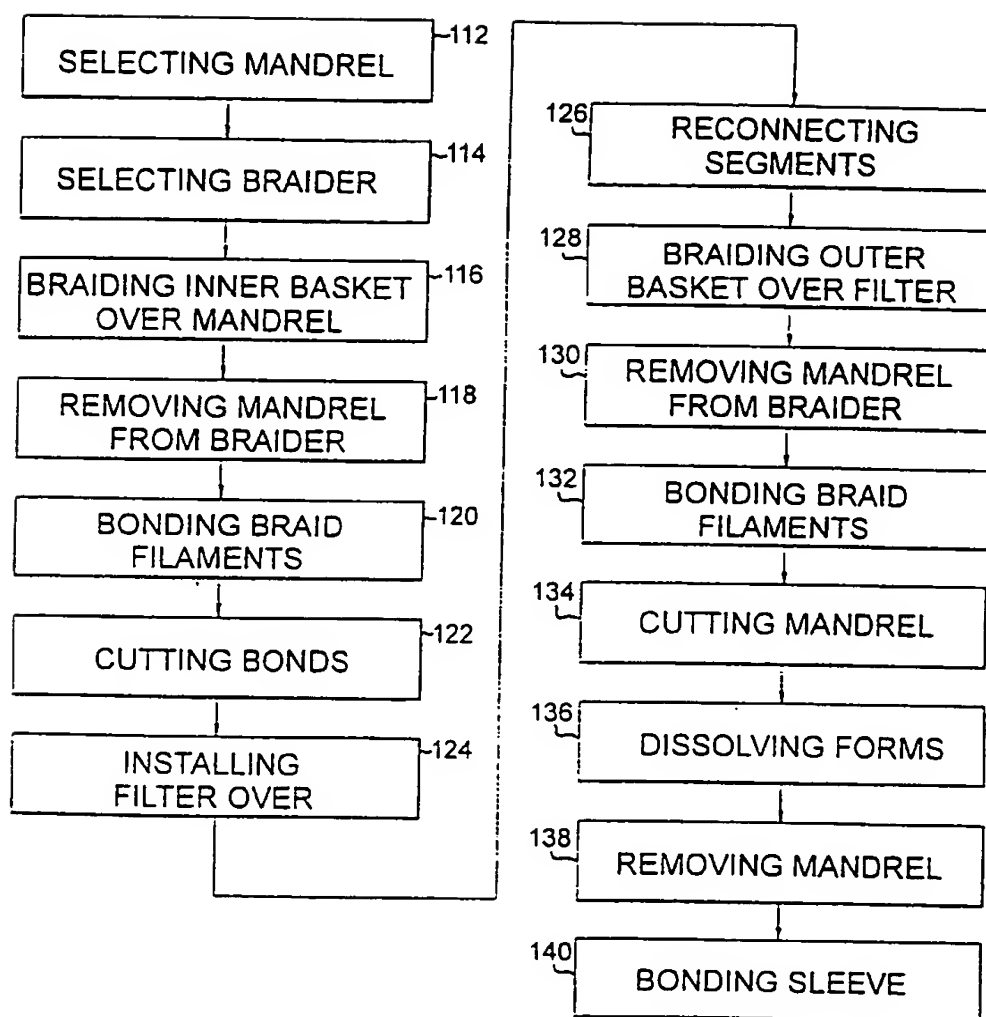 SELECTING MANDREL
112
SELECTING BRAIDER
114
BRAIDING INNER BASKET
OVER MANDREL
116
REMOVING MANDREL
FROM BRAIDER
118
BONDING BRAID
FILAMENTS
120
CUTTING BONDS
122
INSTALLING
FILTER OVER
124
126
RECONNECTING
SEGMENTS
128
BRAIDING OUTER
BASKET OVER FILTER
130
REMOVING MANDREL
FROM BRAIDER
132
BONDING BRAID
FILAMENTS
134
CUTTING MANDREL
136
DISSOLVING FORMS
138
REMOVING MANDREL
140
BONDING SLEEVE